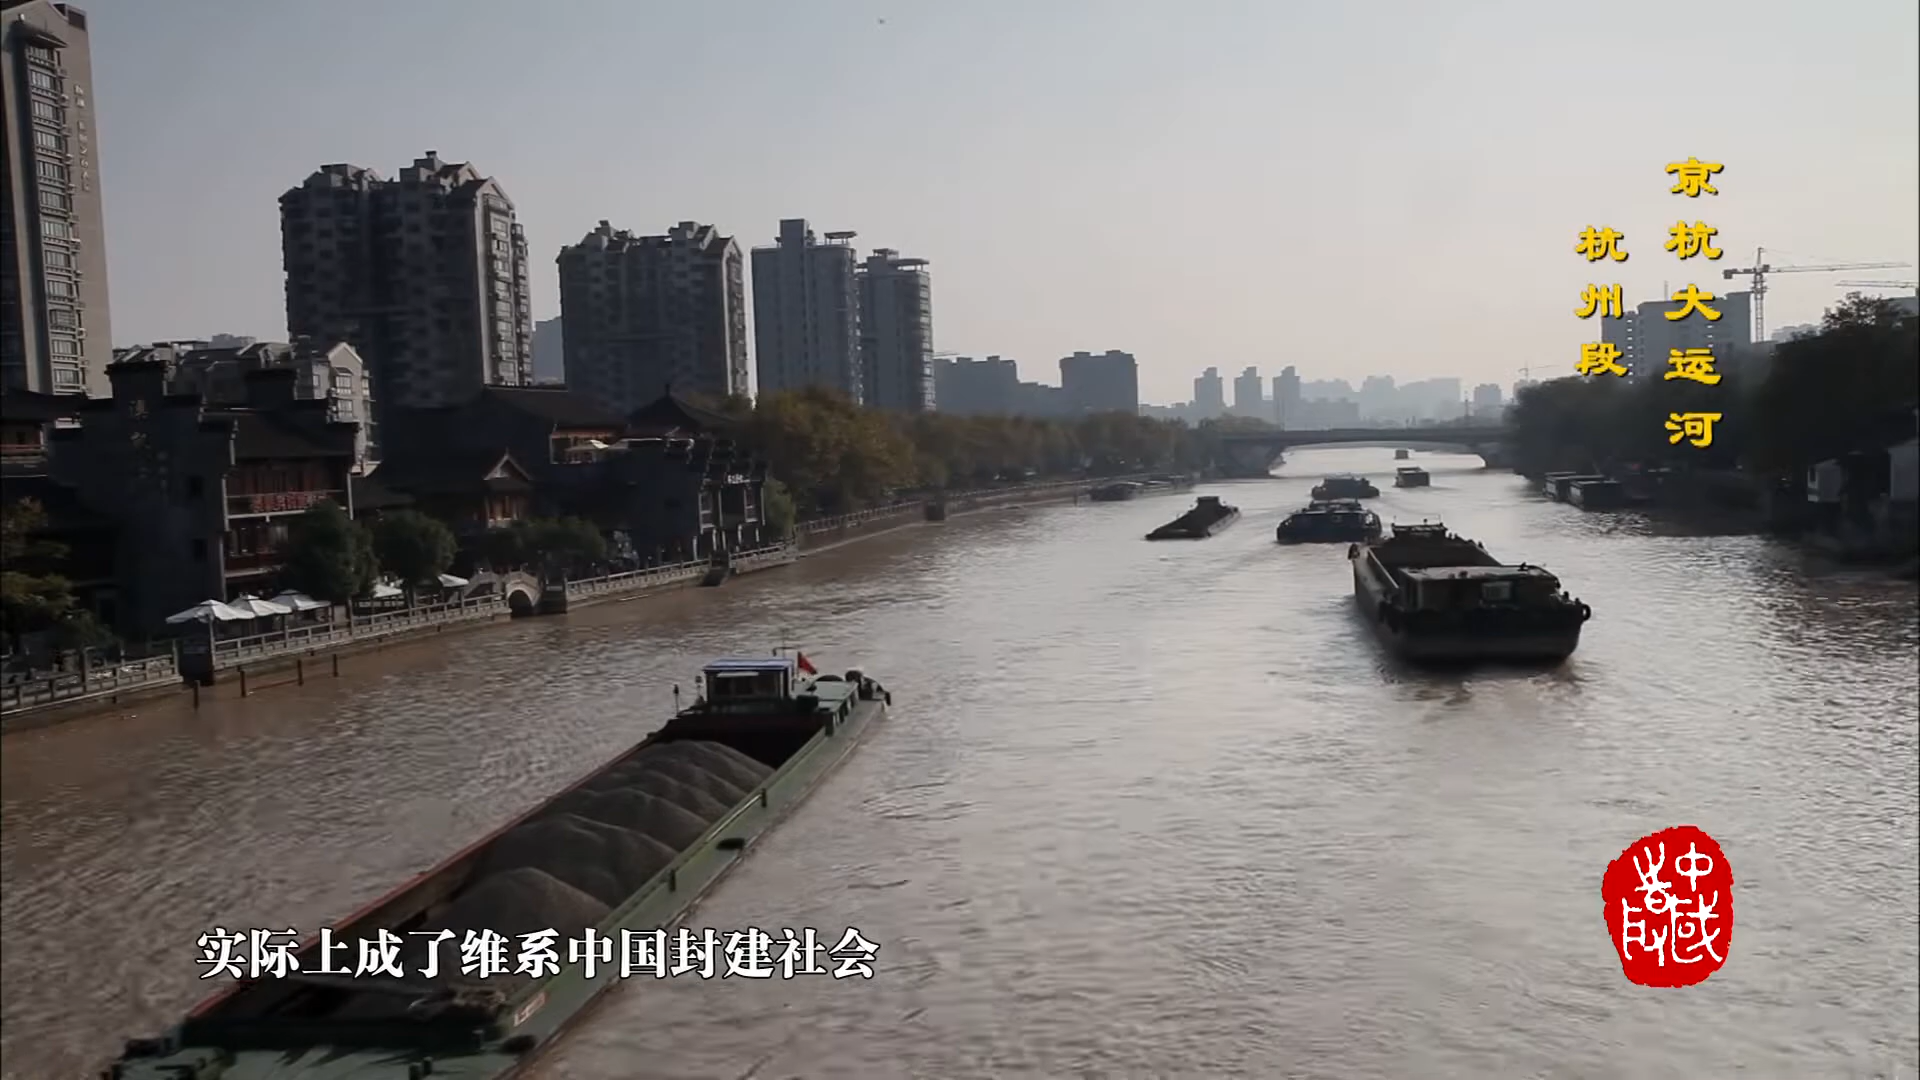 京杭大运河
杭州段
实际上成了维系中国封建社会